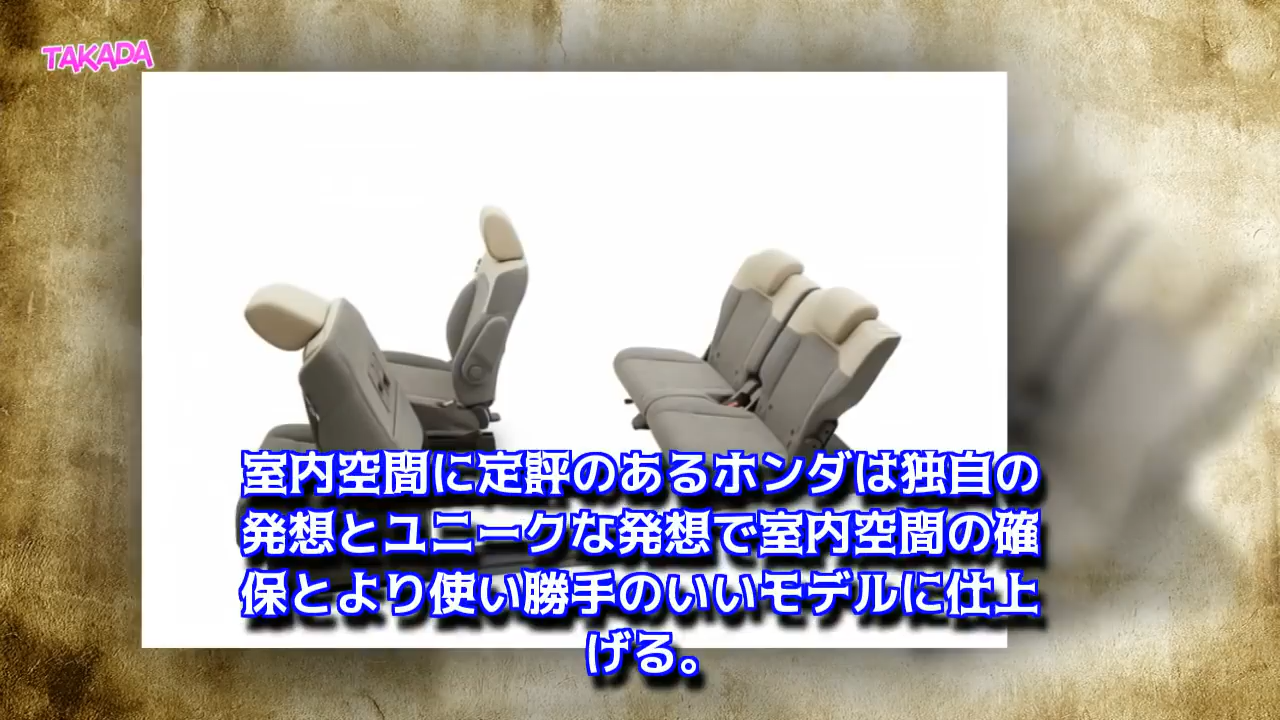 TAKADA
室内空間に定評のあるホンダは独自の
発想とユニークな発想で室内空間の確
保とより使い勝手のいいモデルに仕上
げる。